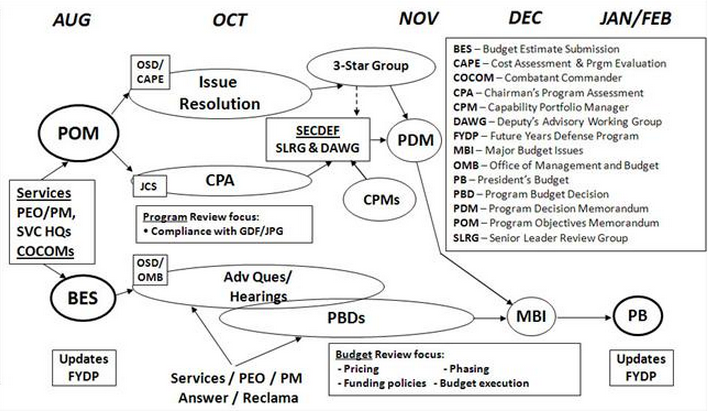 AUG OCT NOV DEC JAN/FEB
OSD/
CAPE
Issue
Resolution
3-Star Group
POM
SECDEF
SLRG & DAWG
PDM
JCS
CPA
CPMs
Services
PEO/PM,
SVC HQs
COCOMs
Program Review focus:
• Compliance with GDF/JPG
BES – Budget Estimate Submission
CAPE – Cost Assessment & Prgm Evaluation
COCOM – Combatant Commander
CPA – Chairman's Program Assessment
CPM – Capability Portfolio Manager
DAWG – Deputy's Advisory Working Group
FYDP – Future Years Defense Program
MBI – Major Budget Issues
OMB – Office of Management and Budget
PB – President's Budget
PBD – Program Budget Decision
PDM – Program Decision Memorandum
POM – Program Objectives Memorandum
SLRG – Senior Leader Review Group
OSD/
OMB
Adv Ques/
Hearings
BES
PBDs
MBI
PB
Updates
FYDP
Services / PEO / PM
Answer / Reclama
Budget Review focus:
- Pricing - Phasing
- Funding policies - Budget execution
Updates
FYDP